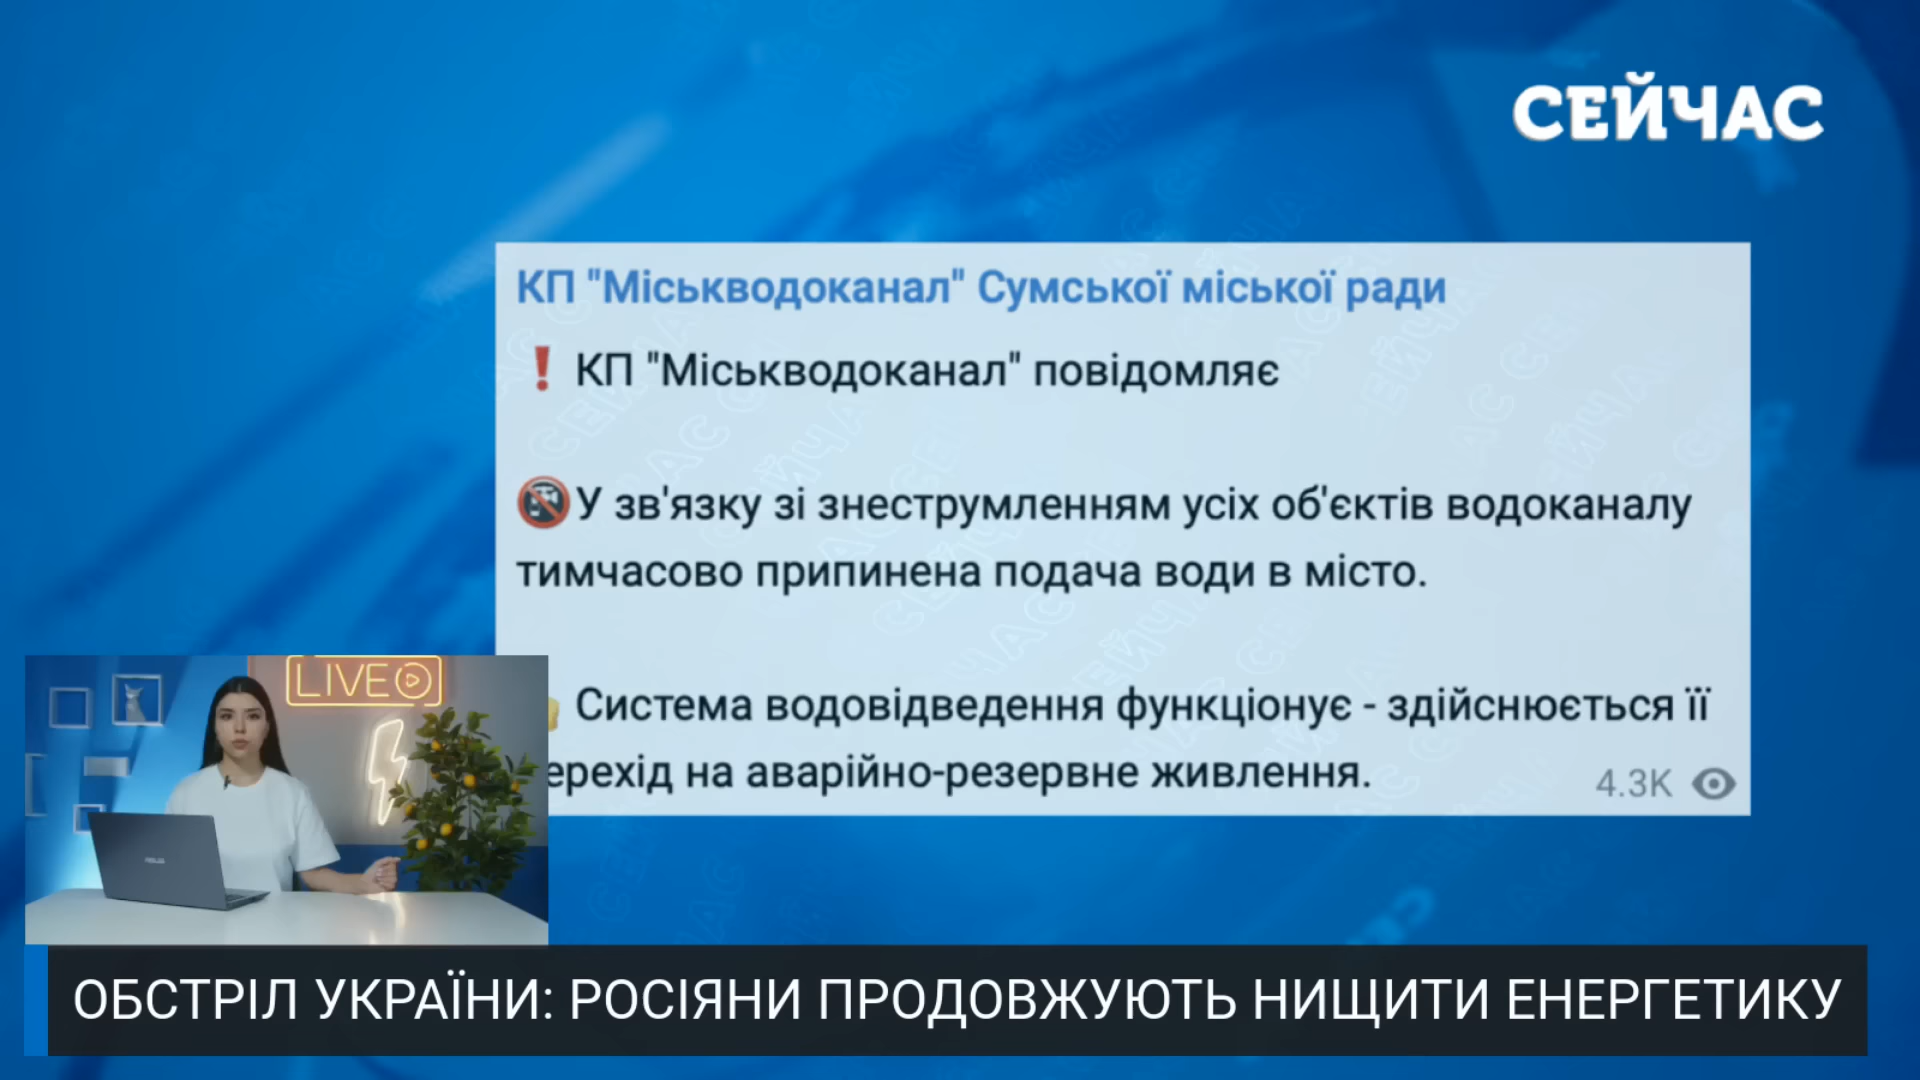 СЕЙЧАС
КП "Міськводоканал" Сумської міської ради
❗ КП "Міськводоканал" повідомляє
🚱У зв'язку зі знеструмленням усіх об'єктів водоканалу
тимчасово припинена подача води в місто.
Система водовідведення функціонує - здійснюється її
ерехід на аварійно-резервне живлення.
4.3K
LIVE
ASUS
ОБСТРІЛ УКРАЇНИ: РОСІЯНИ ПРОДОВЖУЮТЬ НИЩИТИ ЕНЕРГЕТИКУ